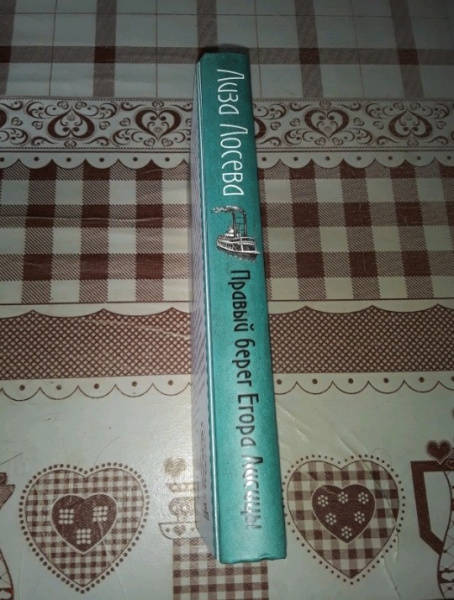 Лиза Лосева
Правый берег Егора Лисицы